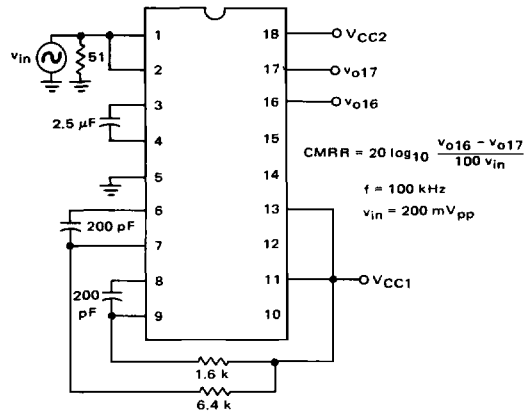 v_in
51
2.5 µF
200 pF
200
pF
1.6 k
6.4 k
1
2
3
4
5
6
7
8
9
18
17
16
15
14
13
12
11
10
V_CC2
v_o17
v_o16
V_CC1
CMRR = 20 log_10 (v_o16 − v_o17) / (100 v_in)
f = 100 kHz
v_in = 200 mV_pp